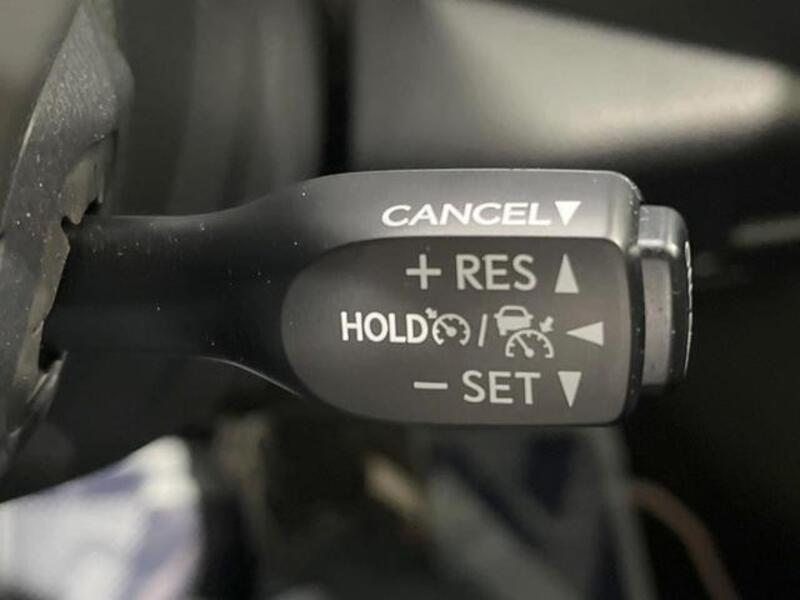 CANCEL▼
+ RES ▲
HOLD / ◀
− SET ▼